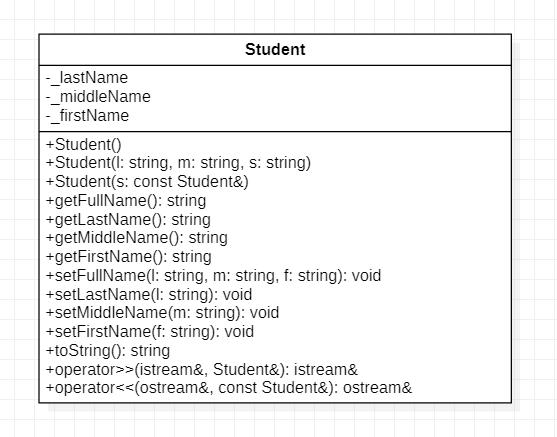 Student
-_lastName
-_middleName
-_firstName
+Student()
+Student(l: string, m: string, s: string)
+Student(s: const Student&)
+getFullName(): string
+getLastName(): string
+getMiddleName(): string
+getFirstName(): string
+setFullName(l: string, m: string, f: string): void
+setLastName(l: string): void
+setMiddleName(m: string): void
+setFirstName(f: string): void
+toString(): string
+operator>>(istream&, Student&): istream&
+operator<<(ostream&, const Student&): ostream&